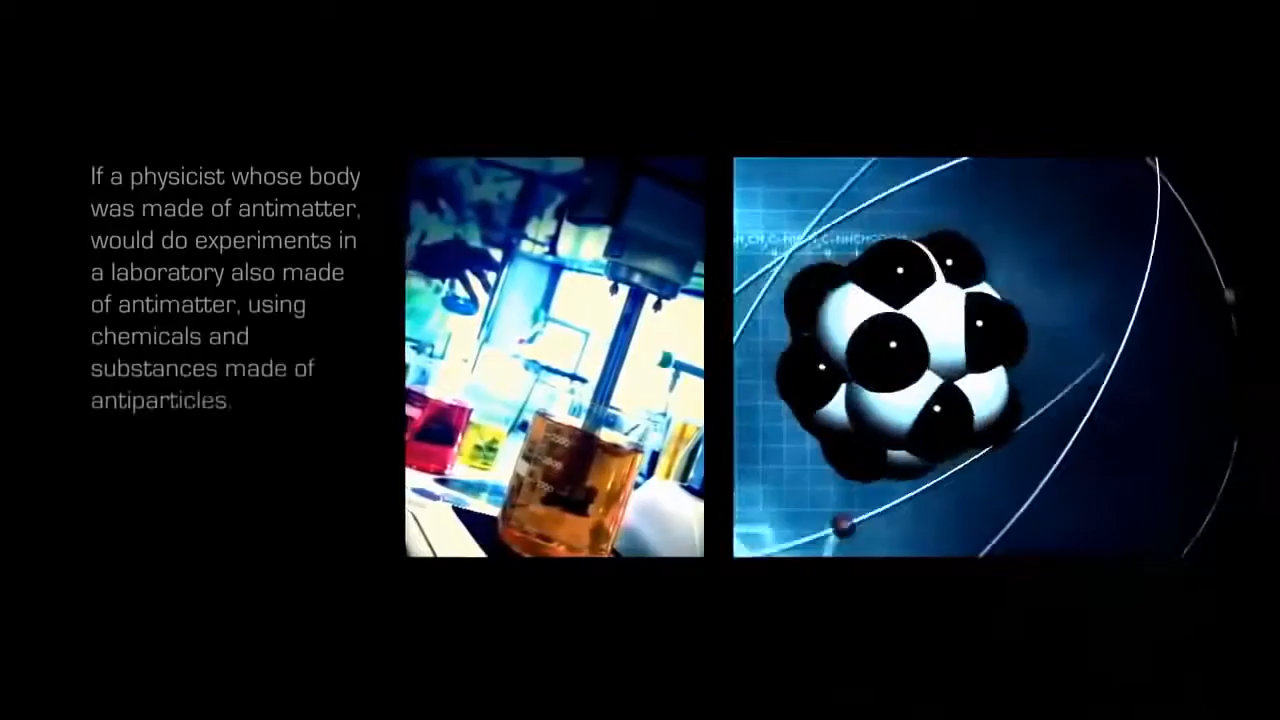 If a physicist whose body
was made of antimatter,
would do experiments in
a laboratory also made
of antimatter, using
chemicals and
substances made of
antiparticles.